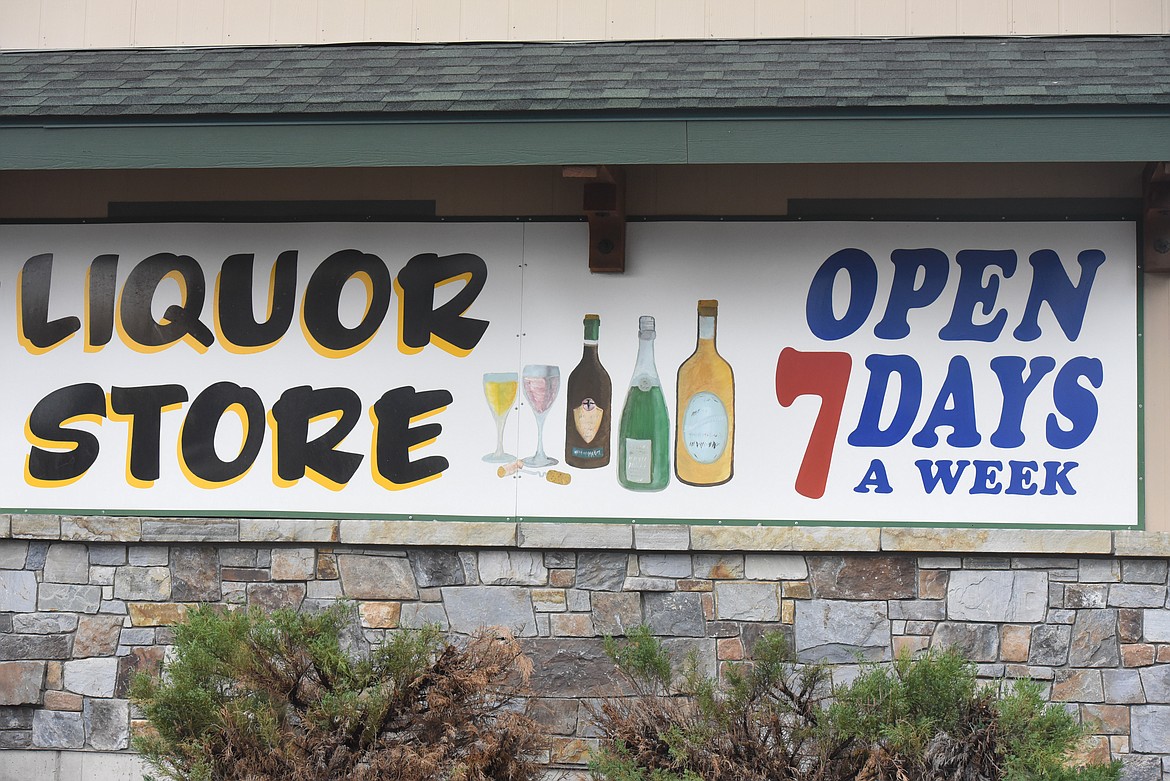 LIQUOR
STORE
OPEN
7 DAYS
A WEEK